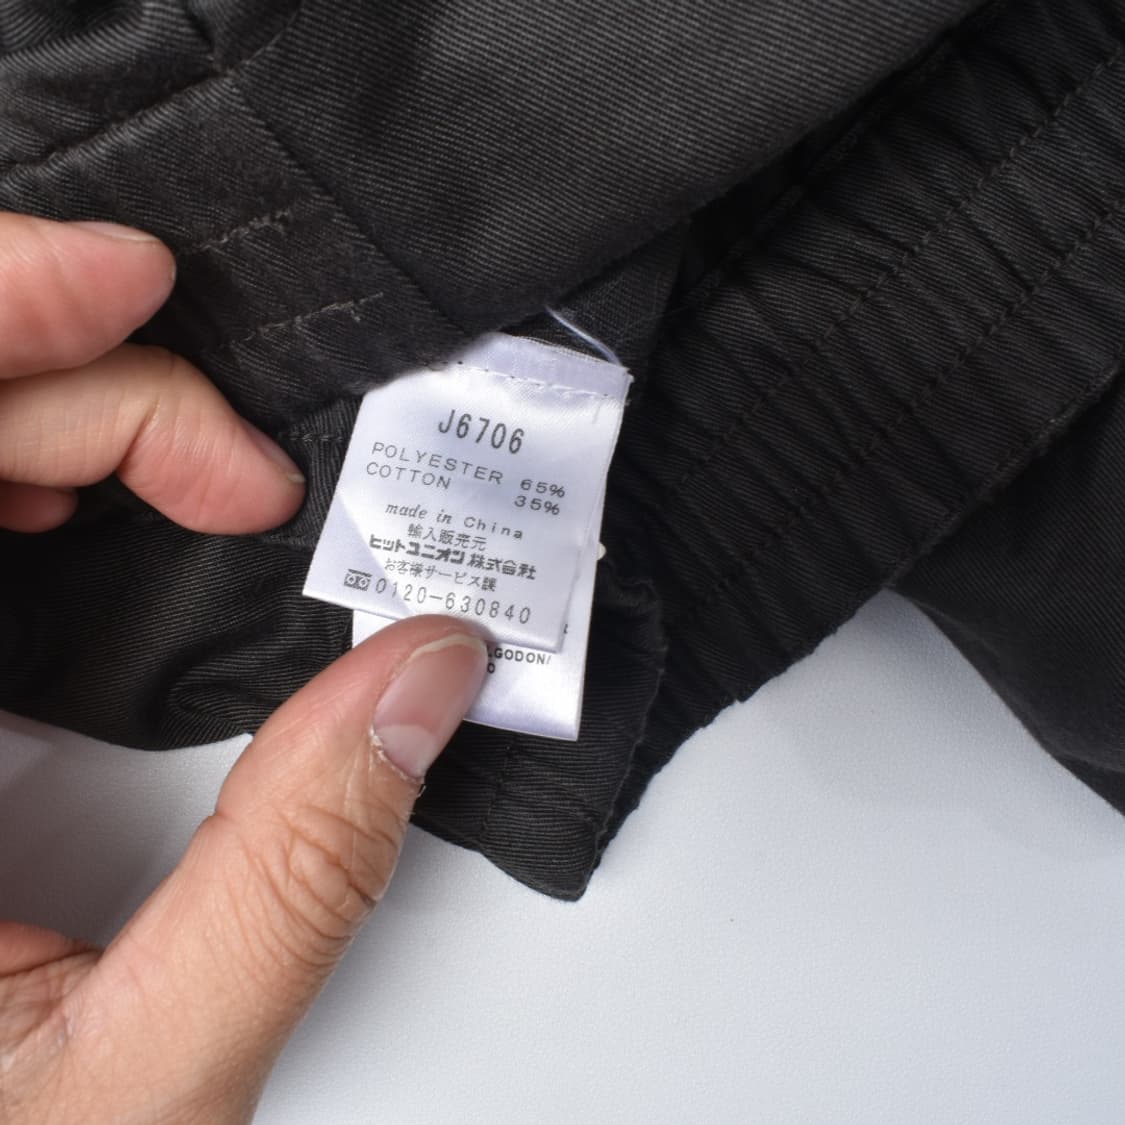 J6706
POLYESTER 65%
COTTON 35%
made in China
輸入販売元
ヒットユニオン株式会社
お客様サービス課
0120-630840
LGODON/